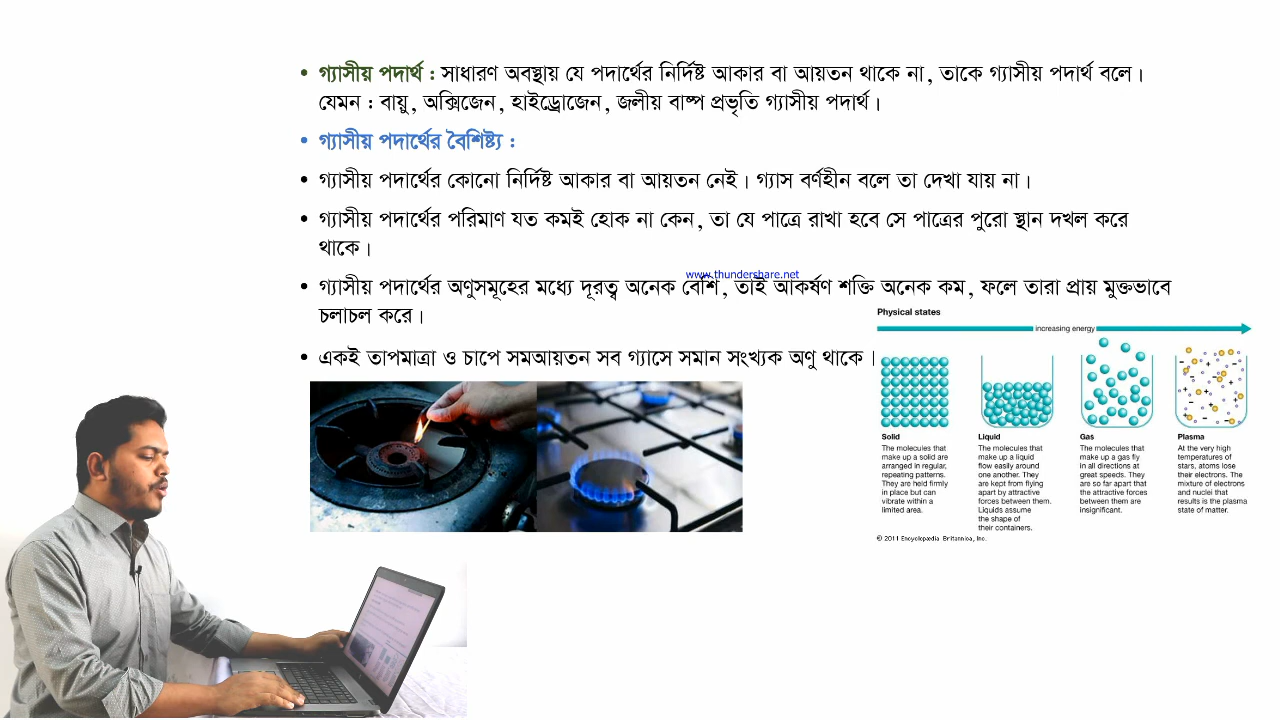 • গ্যাসীয় পদার্থ : সাধারণ অবস্থায় যে পদার্থের নির্দিষ্ট আকার বা আয়তন থাকে না, তাকে গ্যাসীয় পদার্থ বলে।
যেমন : বায়ু, অক্সিজেন, হাইড্রোজেন, জলীয় বাষ্প প্রভৃতি গ্যাসীয় পদার্থ।
• গ্যাসীয় পদার্থের বৈশিষ্ট্য :
• গ্যাসীয় পদার্থের কোনো নির্দিষ্ট আকার বা আয়তন নেই। গ্যাস বর্ণহীন বলে তা দেখা যায় না।
• গ্যাসীয় পদার্থের পরিমাণ যত কমই হোক না কেন, তা যে পাত্রে রাখা হবে সে পাত্রের পুরো স্থান দখল করে
থাকে।
www.thundershare.net
• গ্যাসীয় পদার্থের অণুসমূহের মধ্যে দূরত্ব অনেক বেশি, তাই আকর্ষণ শক্তি অনেক কম, ফলে তারা প্রায় মুক্তভাবে
চলাচল করে।
• একই তাপমাত্রা ও চাপে সমআয়তন সব গ্যাসে সমান সংখ্যক অণু থাকে।
Physical states
increasing energy
Solid
The molecules that
make up a solid are
arranged in regular,
repeating patterns.
They are held firmly
in place but can
vibrate within a
limited area.
Liquid
The molecules that
make up a liquid
flow easily around
one another. They
are kept from flying
apart by attractive
forces between them.
Liquids assume
the shape of
their containers.
Gas
The molecules that
make up a gas fly
in all directions at
great speeds. They
are so far apart that
the attractive forces
between them are
insignificant.
Plasma
At the very high
temperatures of
stars, atoms lose
their electrons. The
mixture of electrons
and nuclei that
results is the plasma
state of matter.
© 2011 Encyclopædia Britannica, Inc.